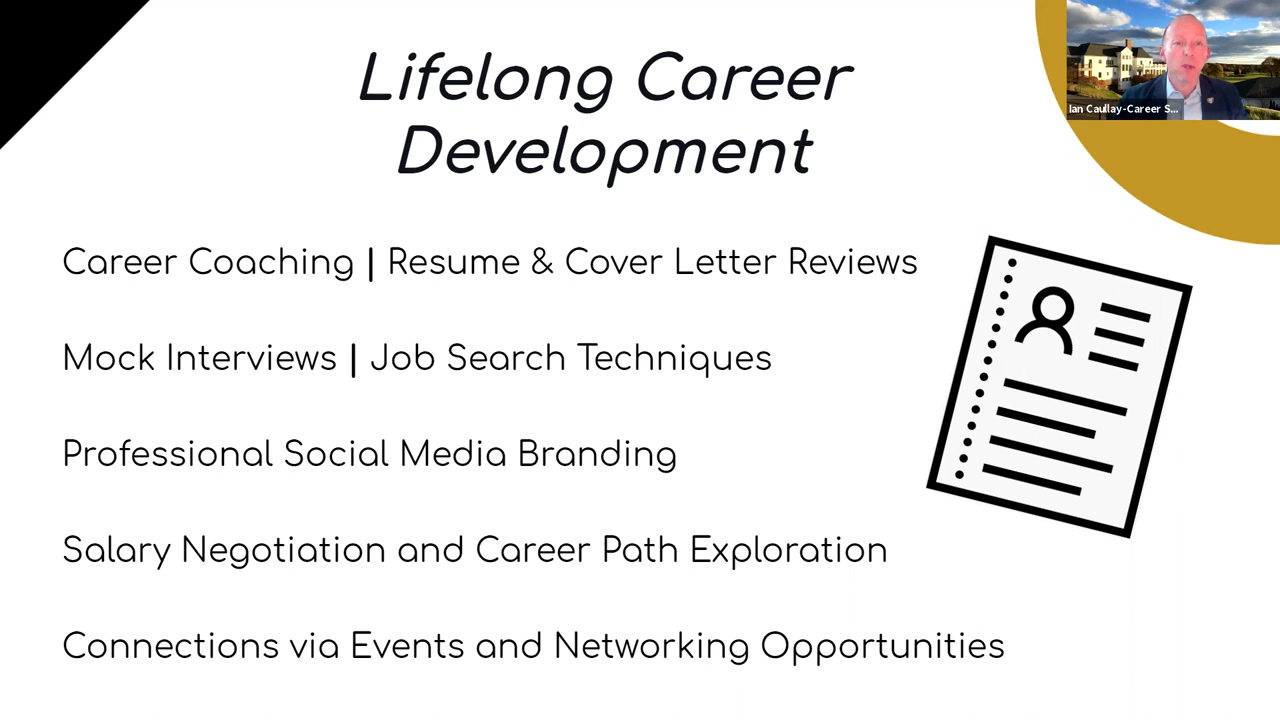 Lifelong Career
Development
Ian Caullay-Career S...
Career Coaching | Resume & Cover Letter Reviews
Mock Interviews | Job Search Techniques
Professional Social Media Branding
Salary Negotiation and Career Path Exploration
Connections via Events and Networking Opportunities